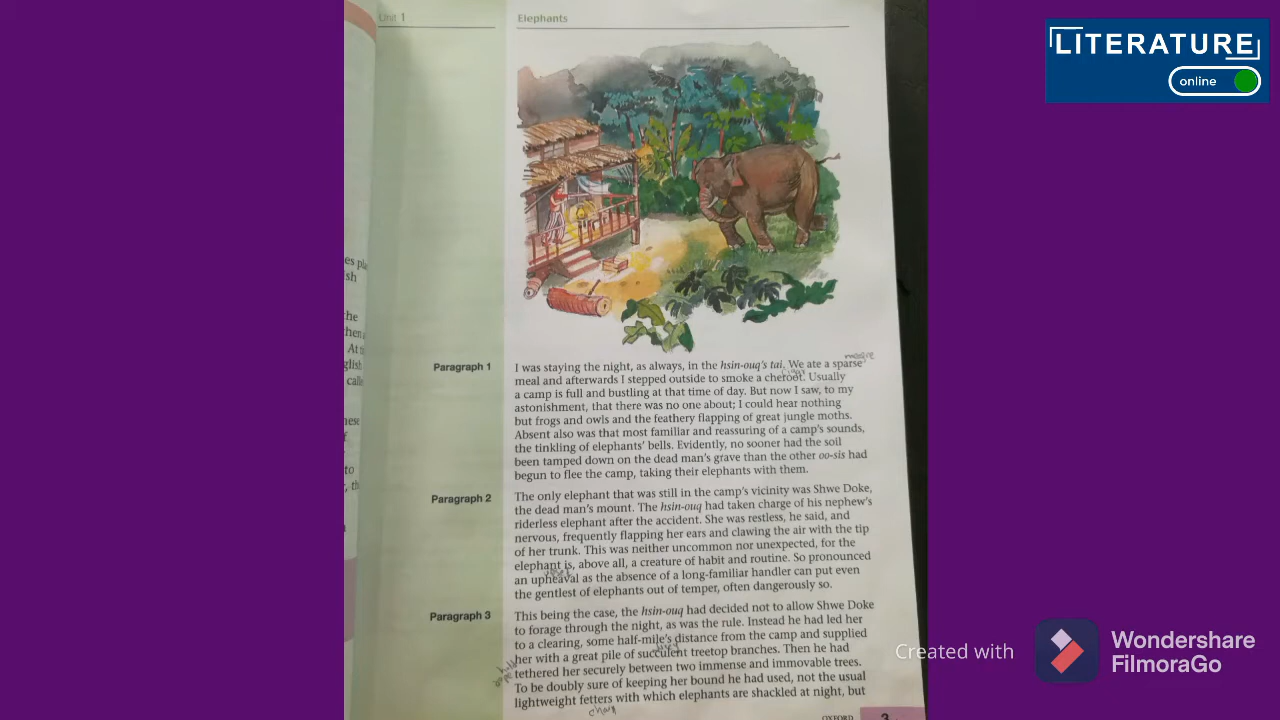 Unit 1
Elephants
LITERATURE
online
es pla
sh
the
then
At t
glish
calle
nese
f
to
, th
Paragraph 1
I was staying the night, as always, in the hsin-ouq's tai. We ate a sparse
meagre
meal and afterwards I stepped outside to smoke a cheroot. Usually
cigar
a camp is full and bustling at that time of day. But now I saw, to my
astonishment, that there was no one about; I could hear nothing
but frogs and owls and the feathery flapping of great jungle moths.
Absent also was that most familiar and reassuring of a camp's sounds,
the tinkling of elephants' bells. Evidently, no sooner had the soil
been tamped down on the dead man's grave than the other oo-sis had
begun to flee the camp, taking their elephants with them.
Paragraph 2
The only elephant that was still in the camp's vicinity was Shwe Doke,
the dead man's mount. The hsin-ouq had taken charge of his nephew's
riderless elephant after the accident. She was restless, he said, and
nervous, frequently flapping her ears and clawing the air with the tip
of her trunk. This was neither uncommon nor unexpected, for the
elephant is, above all, a creature of habit and routine. So pronounced
an upheaval as the absence of a long-familiar handler can put even
the gentlest of elephants out of temper, often dangerously so.
Paragraph 3
This being the case, the hsin-ouq had decided not to allow Shwe Doke
to forage through the night, as was the rule. Instead he had led her
to a clearing, some half-mile's distance from the camp and supplied
her with a great pile of succulent treetop branches. Then he had
tethered her securely between two immense and immovable trees.
To be doubly sure of keeping her bound he had used, not the usual
lightweight fetters with which elephants are shackled at night, but
chain
OXFORD
3
Created with
Wondershare
FilmoraGo